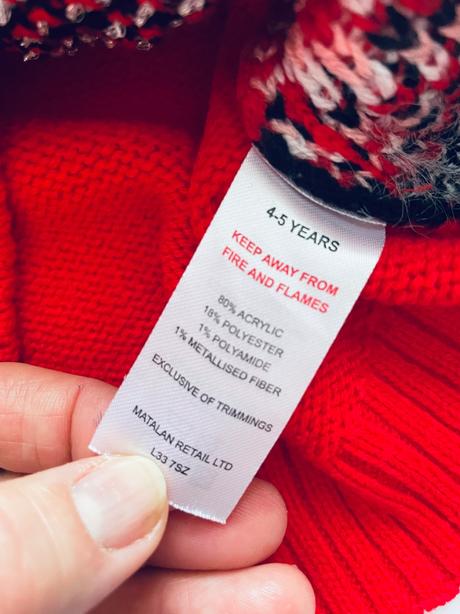 4-5 YEARS
KEEP AWAY FROM
FIRE AND FLAMES
80% ACRYLIC
18% POLYESTER
1% POLYAMIDE
1% METALLISED FIBER
EXCLUSIVE OF TRIMMINGS
MATALAN RETAIL LTD
L33 7SZ